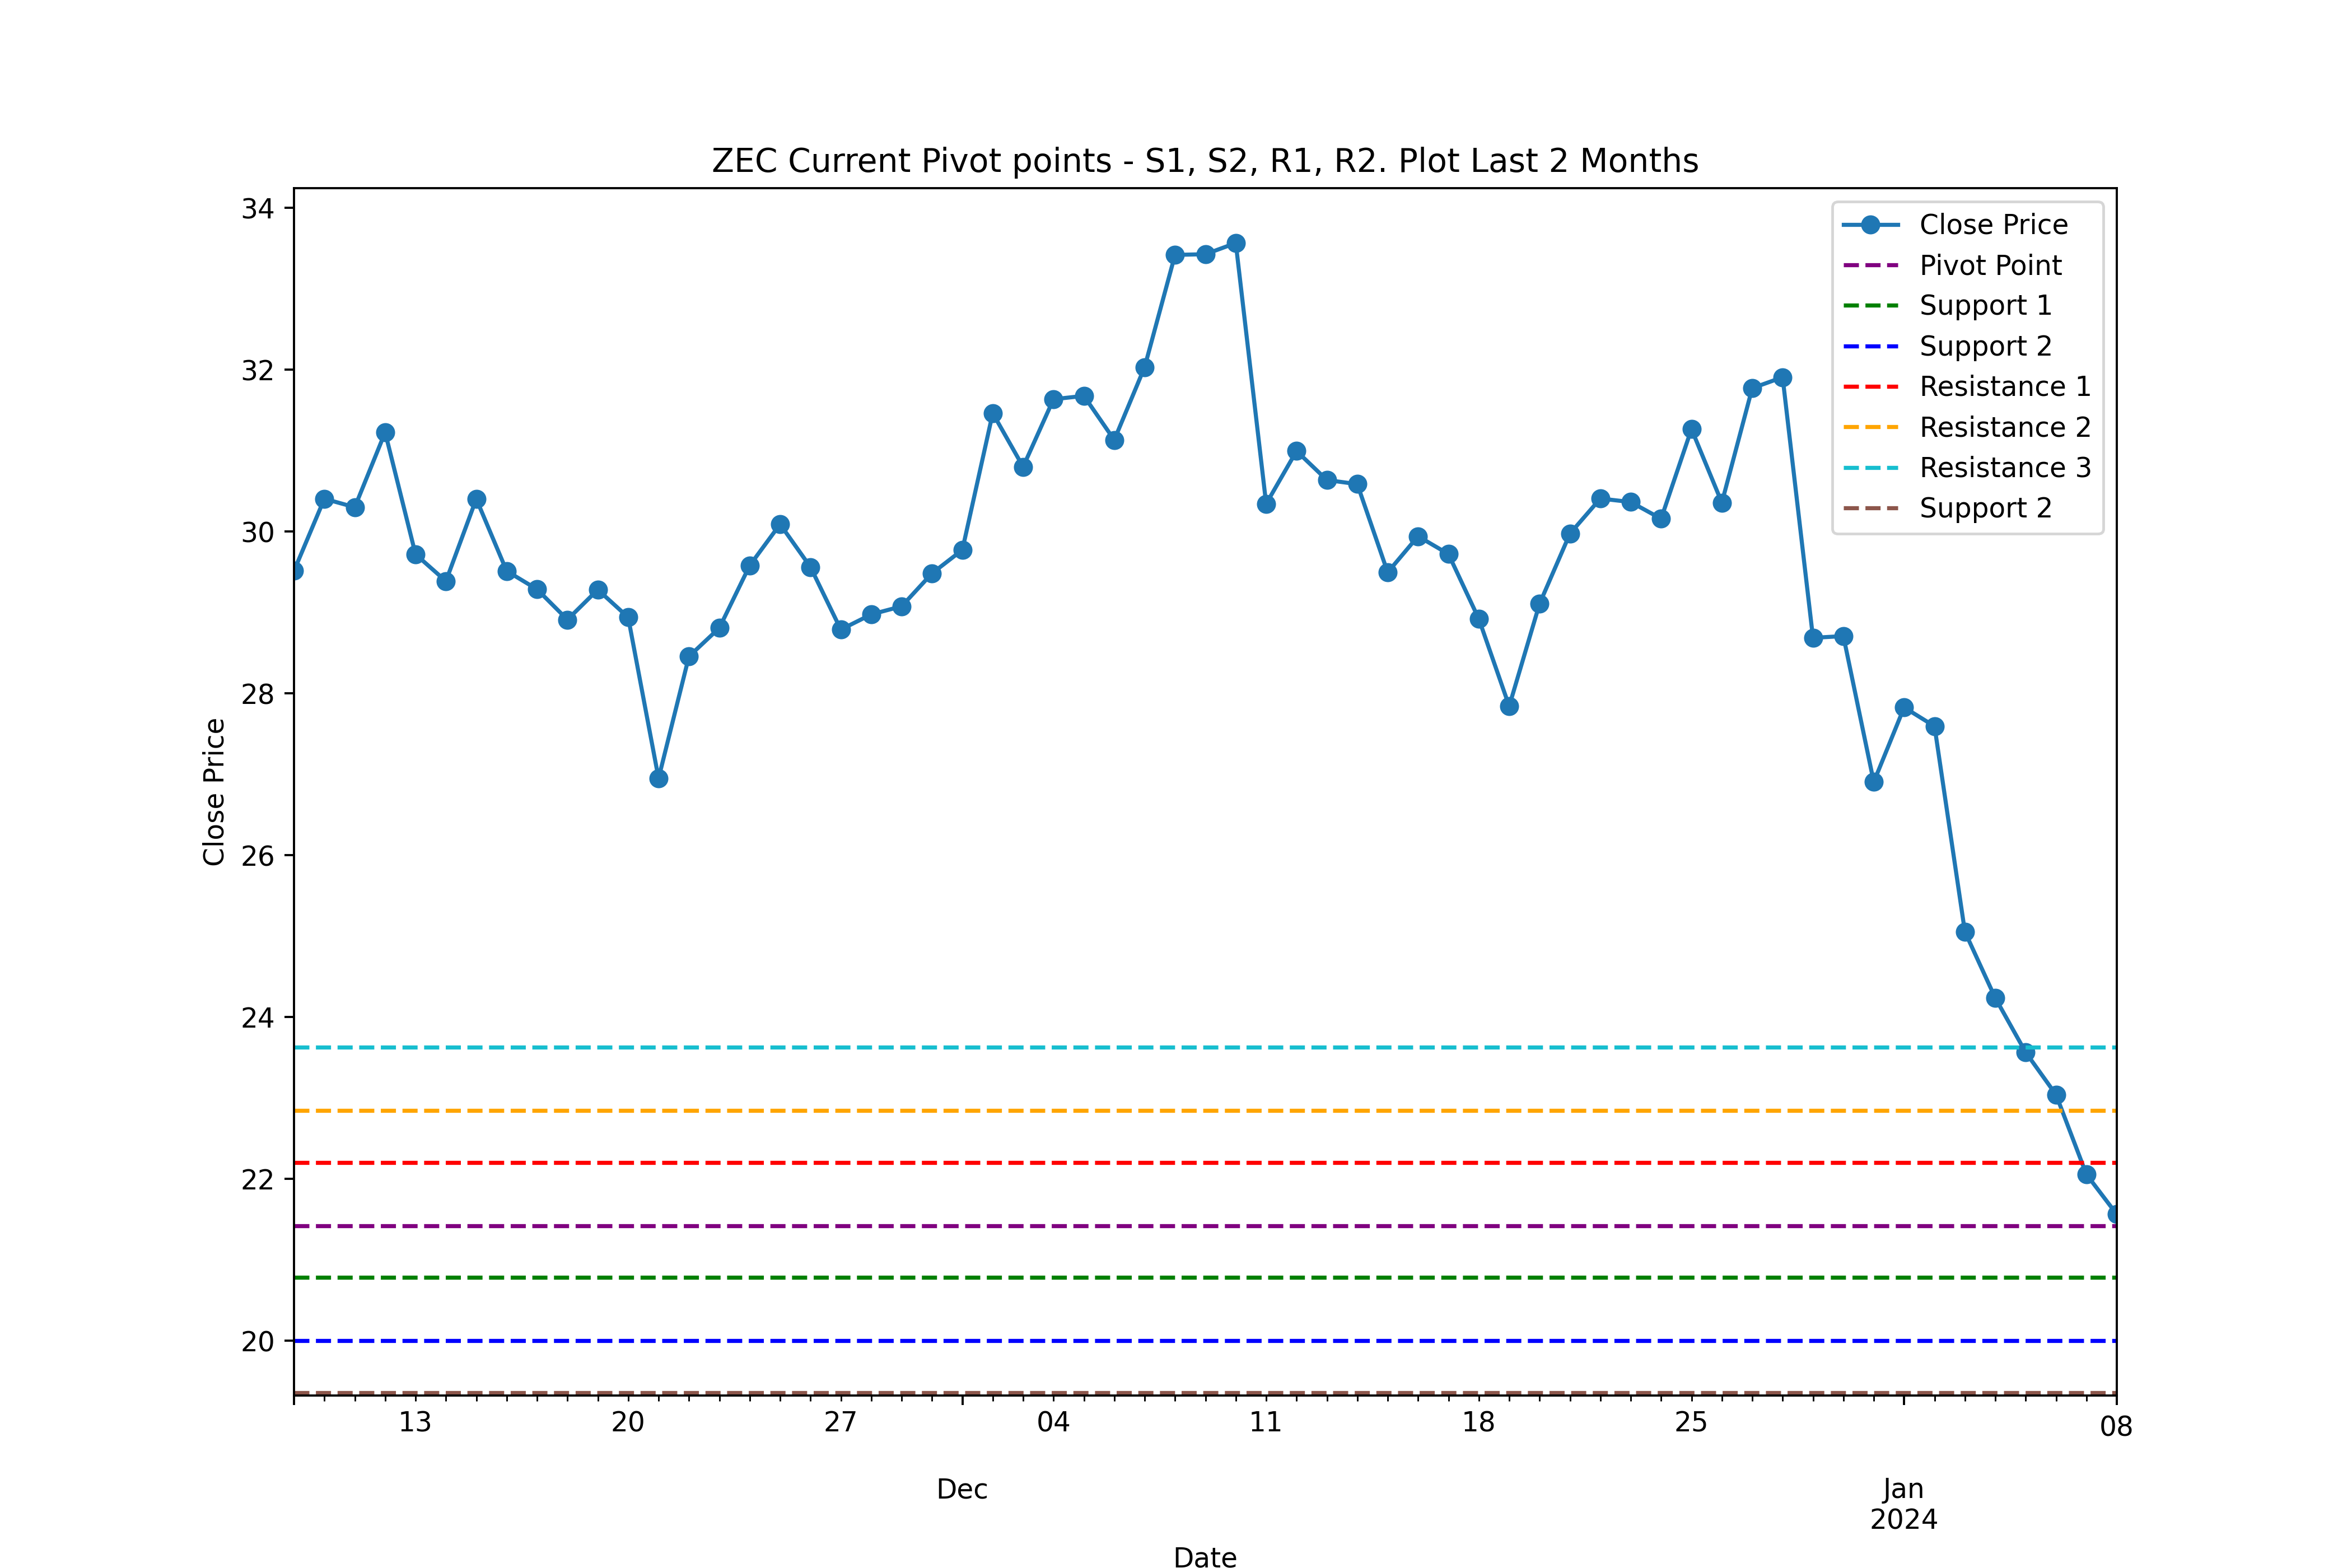 ZEC Current Pivot points - S1, S2, R1, R2. Plot Last 2 Months
Close Price
Pivot Point
Support 1
Support 2
Resistance 1
Resistance 2
Resistance 3
Support 2
34
32
30
28
26
24
22
20
Close Price
13
20
27
04
11
18
25
08
Dec
Jan
2024
Date